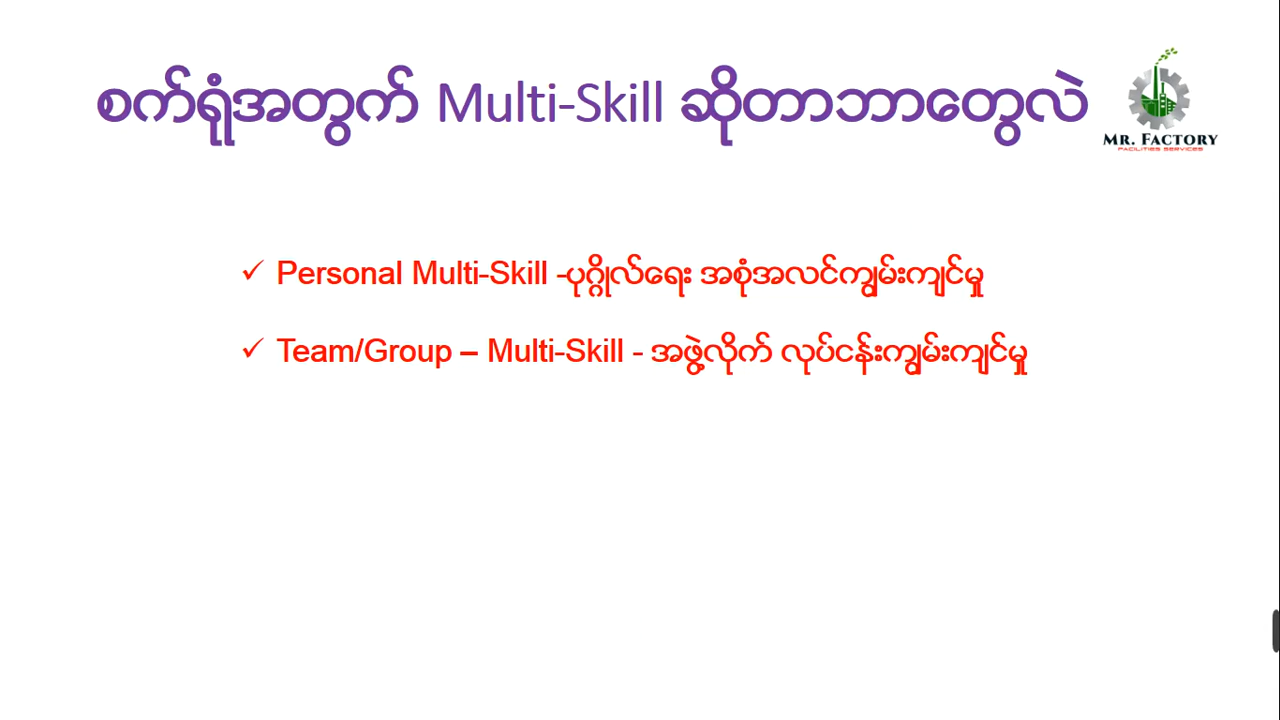 စက်ရုံအတွက် Multi-Skill ဆိုတာဘာတွေလဲ
MR. FACTORY
FACILITIES SERVICES
✓ Personal Multi-Skill -ပုဂ္ဂိုလ်ရေး အစုံအလင်ကျွမ်းကျင်မှု
✓ Team/Group – Multi-Skill - အဖွဲ့လိုက် လုပ်ငန်းကျွမ်းကျင်မှု